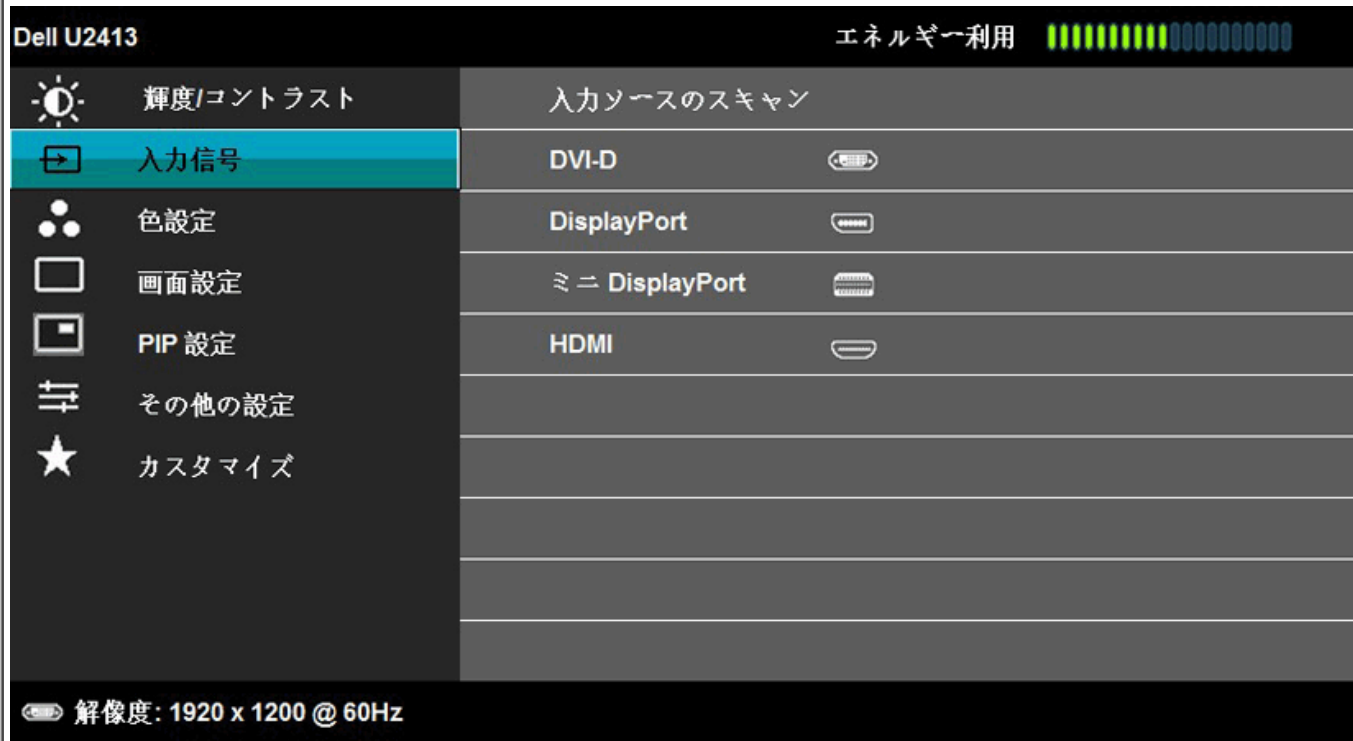 Dell U2413
エネルギー利用
輝度/コントラスト
入力信号
色設定
画面設定
PIP 設定
その他の設定
カスタマイズ
入力ソースのスキャン
DVI-D
DisplayPort
ミニ DisplayPort
HDMI
解像度: 1920 x 1200 @ 60Hz